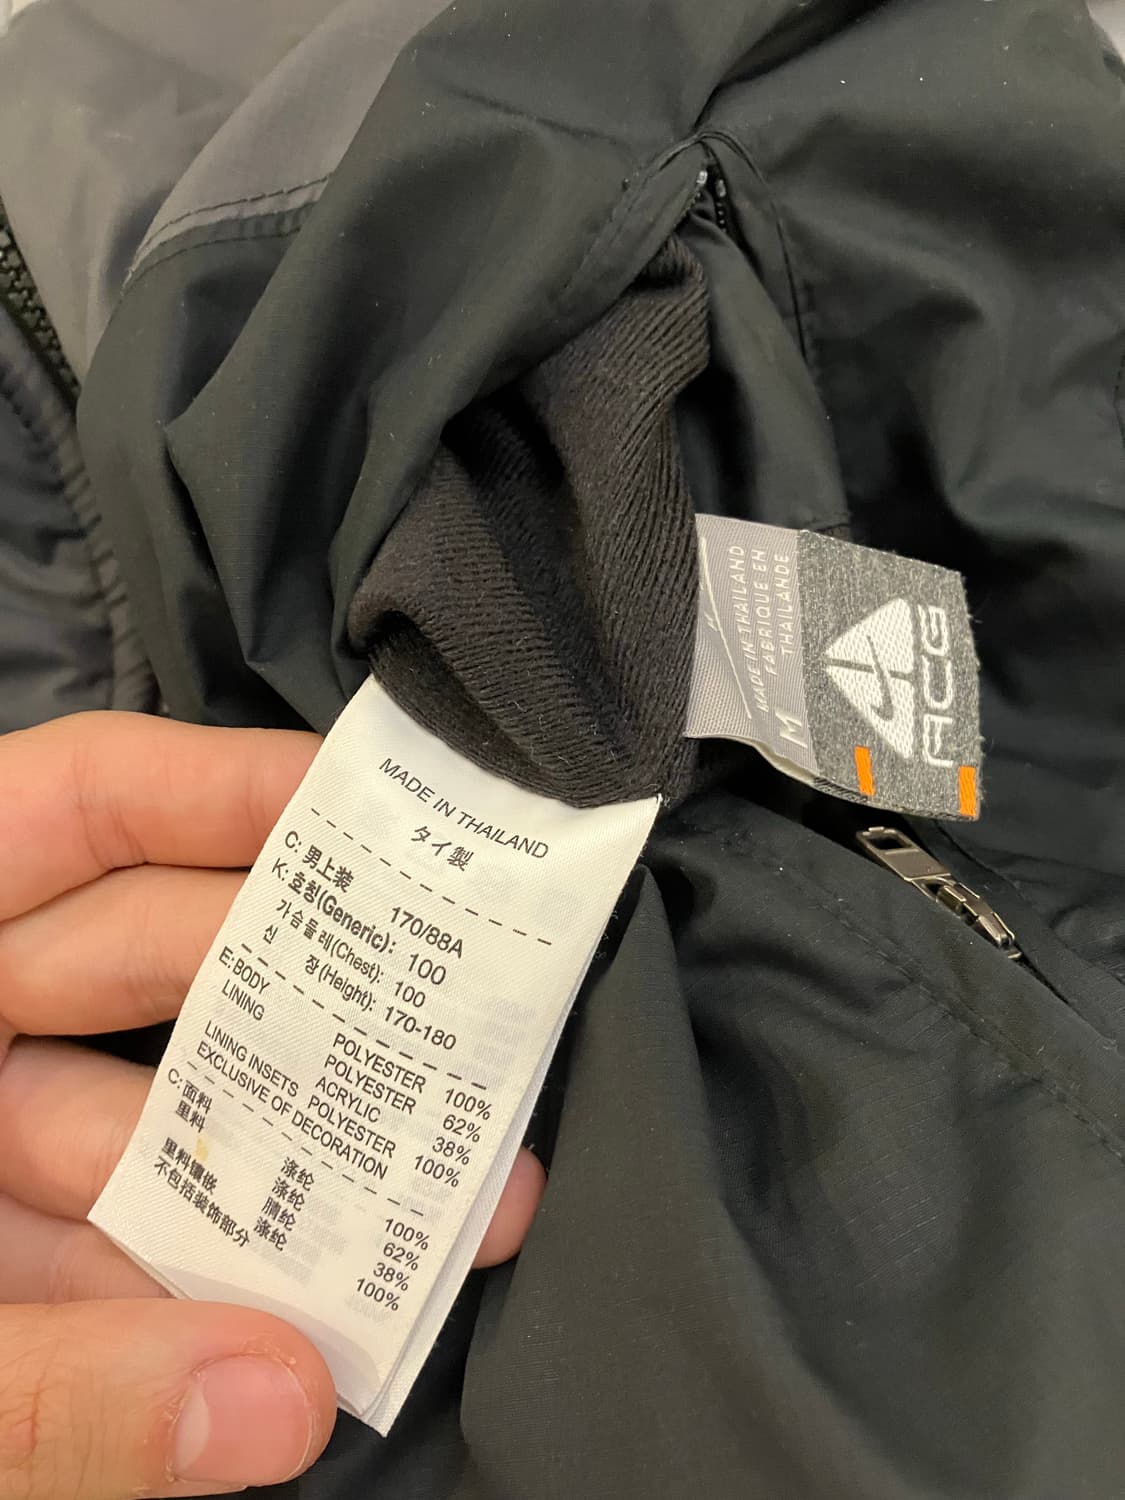 MADE IN THAILAND
タイ製
C: 男上装 170/88A
K: 호칭(Generic): 100
가슴둘레(Chest): 100
신 장(Height): 170-180
E: BODY POLYESTER 100%
LINING POLYESTER 62%
ACRYLIC 38%
LINING INSETS POLYESTER 100%
EXCLUSIVE OF DECORATION
C: 面料 涤纶 100%
里料 涤纶 62%
腈纶 38%
里料镶嵌 涤纶 100%
不包括装饰部分
MADE IN THAILAND
FABRIQUE EN
THAILANDE
M
ACG